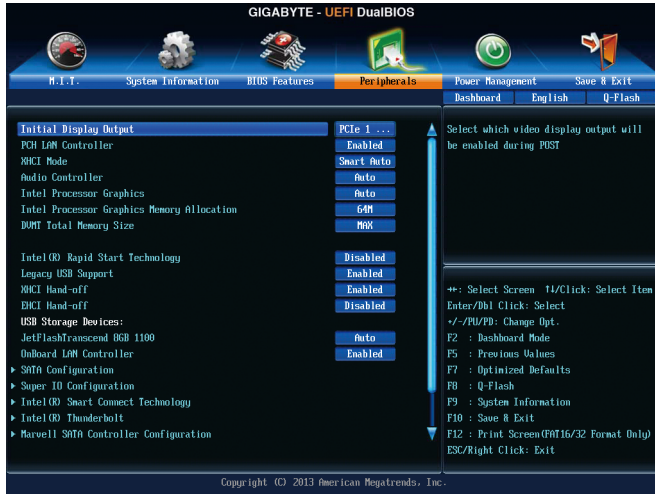 GIGABYTE - UEFI DualBIOS
M.I.T. System Information BIOS Features Peripherals Power Management Save & Exit
Dashboard English Q-Flash
Initial Display Output PCIe 1 ...
PCH LAN Controller Enabled
XHCI Mode Smart Auto
Audio Controller Auto
Intel Processor Graphics Auto
Intel Processor Graphics Memory Allocation 64M
DVMT Total Memory Size MAX
Intel(R) Rapid Start Technology Disabled
Legacy USB Support Enabled
XHCI Hand-off Enabled
EHCI Hand-off Disabled
USB Storage Devices:
JetFlashTranscend 8GB 1100 Auto
OnBoard LAN Controller Enabled
SATA Configuration
Super IO Configuration
Intel(R) Smart Connect Technology
Intel(R) Thunderbolt
Marvell SATA Controller Configuration
Select which video display output will
be enabled during POST
↔: Select Screen ↑↓/Click: Select Item
Enter/Dbl Click: Select
+/-/PU/PD: Change Opt.
F2 : Dashboard Mode
F5 : Previous Values
F7 : Optimized Defaults
F8 : Q-Flash
F9 : System Information
F10 : Save & Exit
F12 : Print Screen(FAT16/32 Format Only)
ESC/Right Click: Exit
Copyright (C) 2013 American Megatrends, Inc.